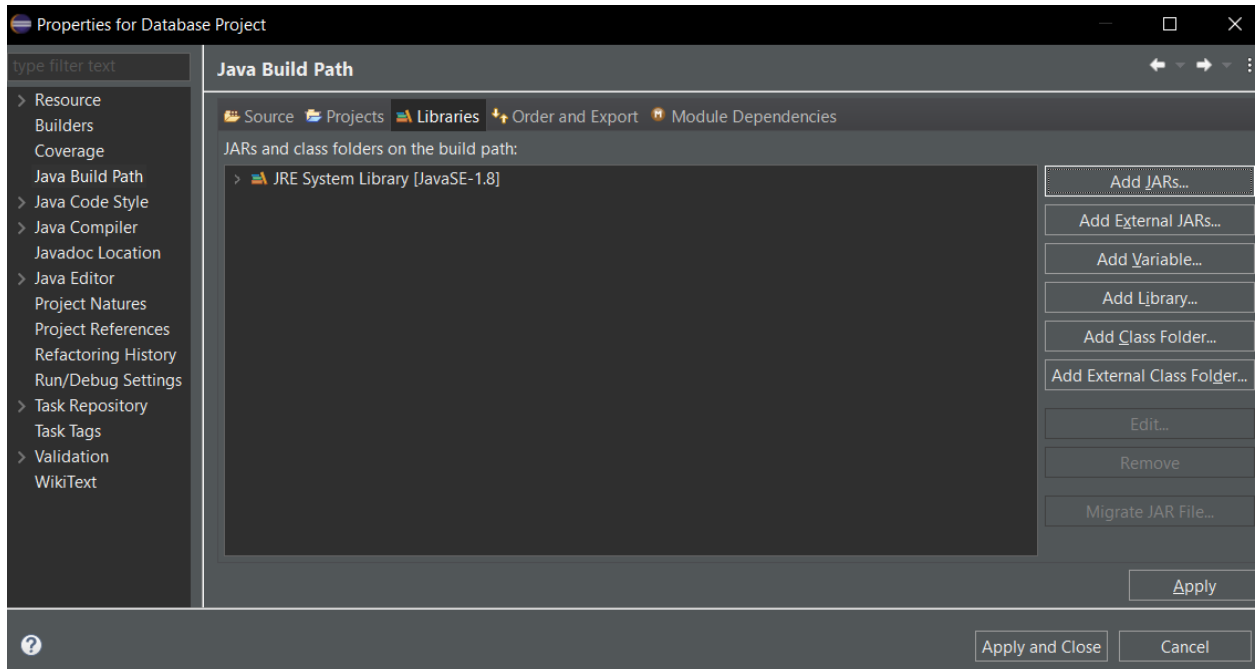 Properties for Database Project
type filter text
Resource
Builders
Coverage
Java Build Path
Java Code Style
Java Compiler
Javadoc Location
Java Editor
Project Natures
Project References
Refactoring History
Run/Debug Settings
Task Repository
Task Tags
Validation
WikiText
Java Build Path
Source Projects Libraries Order and Export Module Dependencies
JARs and class folders on the build path:
JRE System Library [JavaSE-1.8]
Add JARs...
Add External JARs...
Add Variable...
Add Library...
Add Class Folder...
Add External Class Folder...
Edit...
Remove
Migrate JAR File...
Apply
Apply and Close Cancel